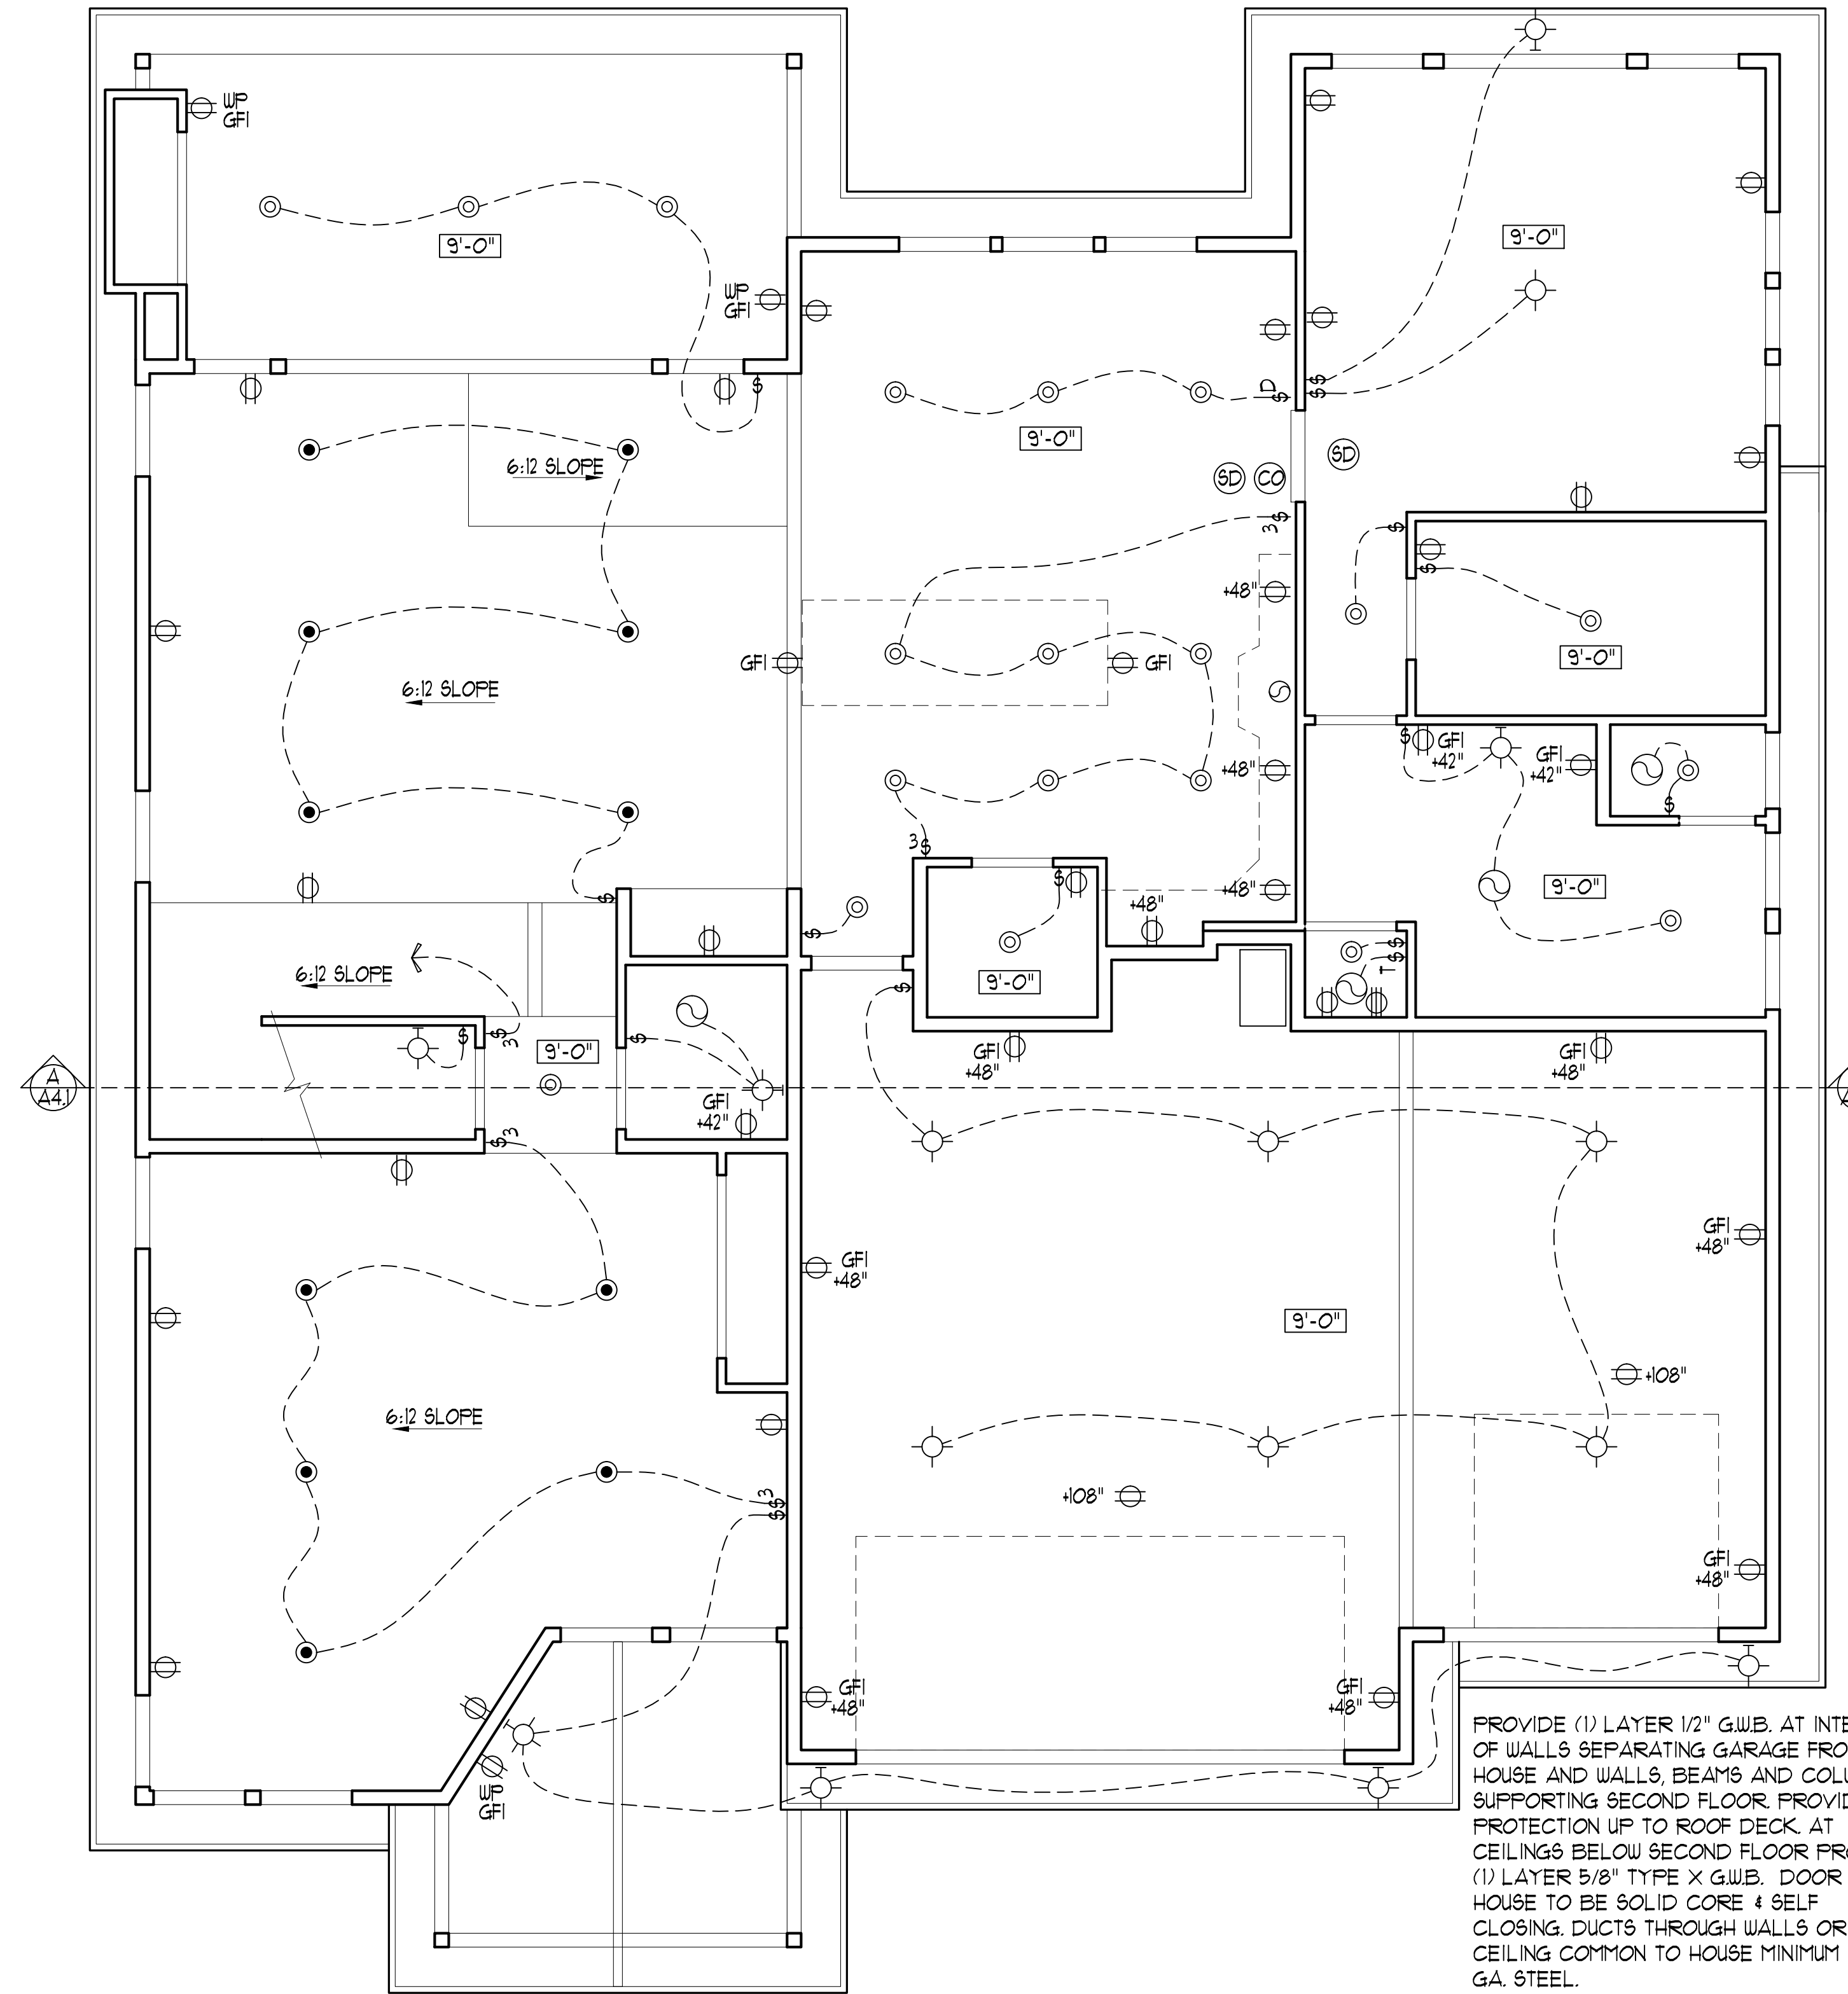 WP
GFI
9'-0"
9'-0"
WP
GFI
S
D
S
S
S
9'-0"
6:12 SLOPE
SD
SD
CO
3
S
S
S
+48"
GFI
GFI
9'-0"
6:12 SLOPE
S
GFI
+42"
GFI
+42"
+48"
S
3
S
S
+48"
9'-0"
S
+48"
S
S
S
T
6:12 SLOPE
9'-0"
S
S
S
3
9'-0"
S
GFI
+48"
GFI
+48"
A
A4.1
GFI
+42"
S
3
GFI
+48"
GFI
+48"
9'-0"
+108"
6:12 SLOPE
3
S
S
+108"
GFI
+48"
GFI
+48"
GFI
+48"
WP
GFI
PROVIDE (1) LAYER 1/2" G.W.B. AT
OF WALLS SEPARATING GARAGE
HOUSE AND WALLS, BEAMS AND
SUPPORTING SECOND FLOOR.
PROTECTION UP TO ROOF DECK. AT
CEILINGS BELOW SECOND FLOOR
(1) LAYER 5/8" TYPE X G.W.B. DOOR
HOUSE TO BE SOLID CORE & SELF
CLOSING. DUCTS THROUGH WALLS OR
CEILING COMMON TO HOUSE MINIMUM
GA. STEEL.